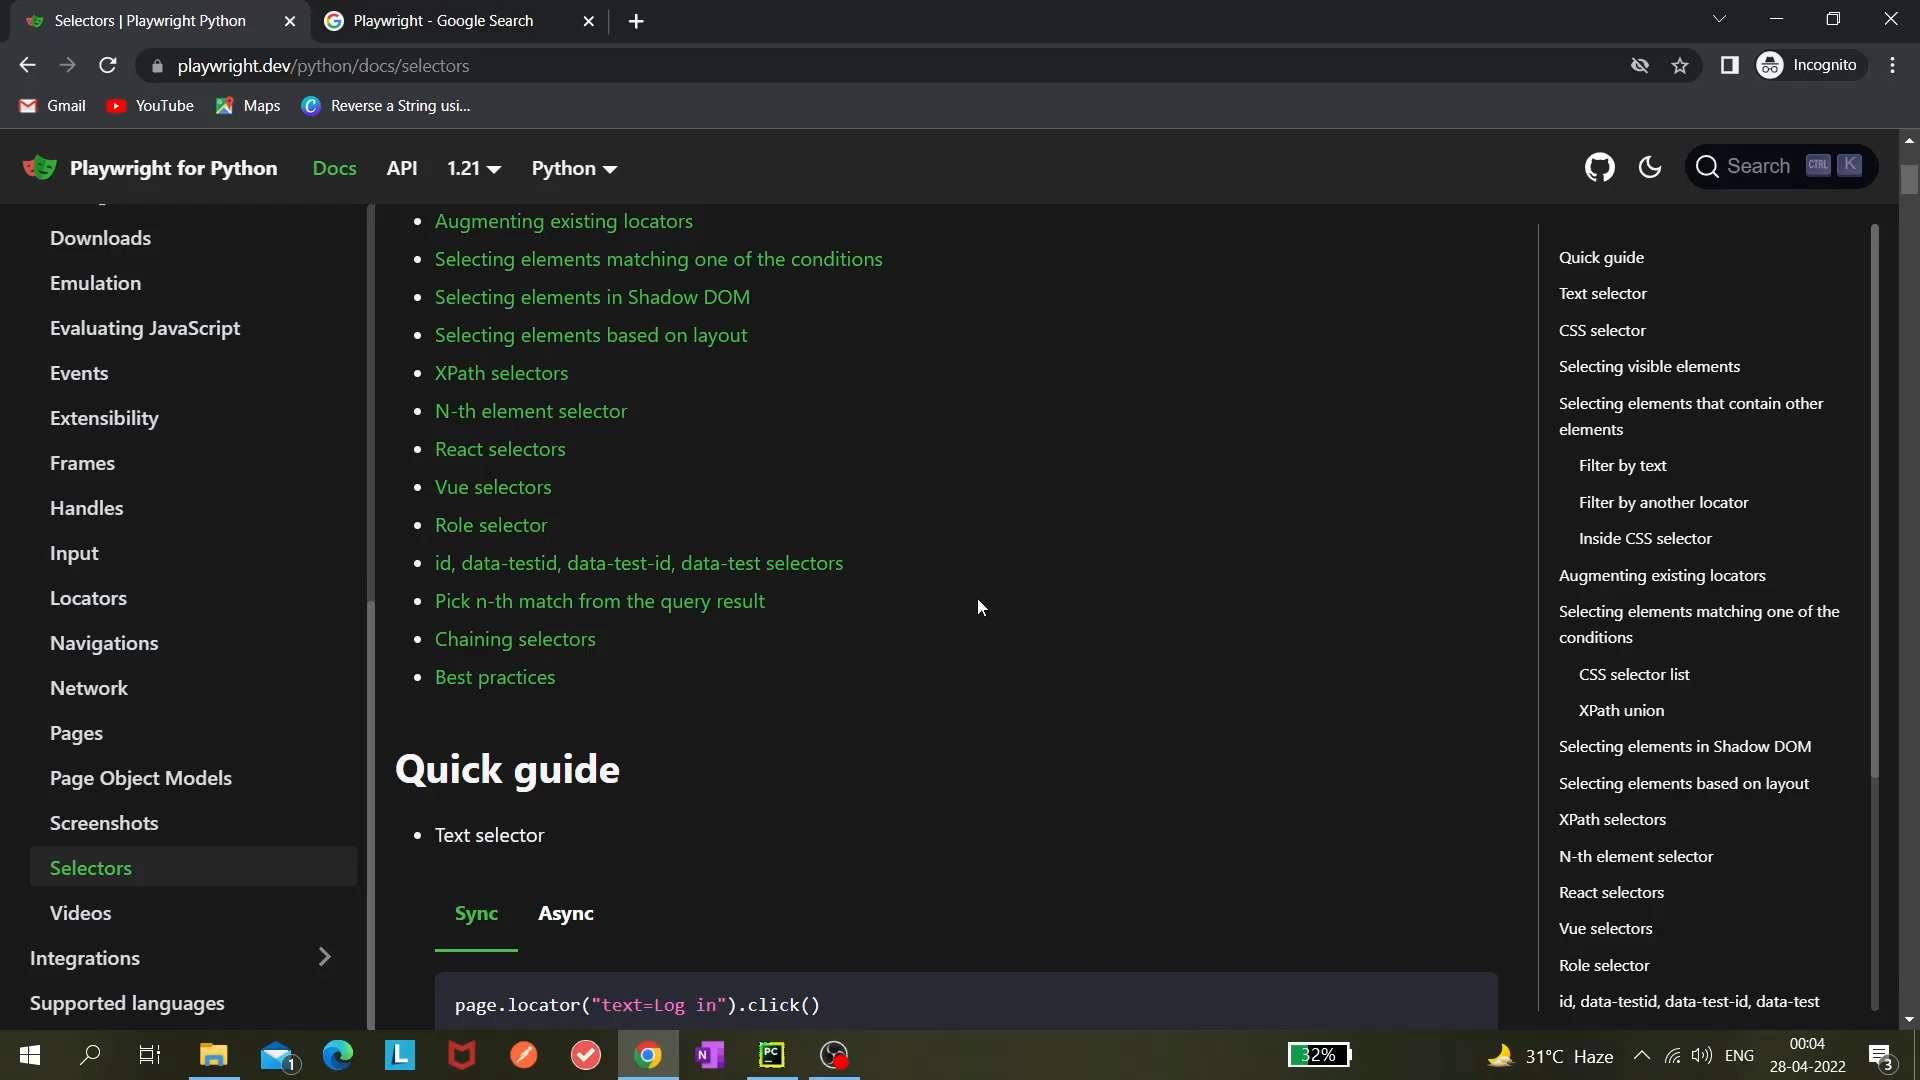 Selectors | Playwright Python
Playwright - Google Search
playwright.dev/python/docs/selectors
Incognito
Gmail
YouTube
Maps
Reverse a String usi...
Playwright for Python
Docs
API
1.21
Python
Search
CTRL
K
Downloads
Emulation
Evaluating JavaScript
Events
Extensibility
Frames
Handles
Input
Locators
Navigations
Network
Pages
Page Object Models
Screenshots
Selectors
Videos
Integrations
Supported languages
Augmenting existing locators
Selecting elements matching one of the conditions
Selecting elements in Shadow DOM
Selecting elements based on layout
XPath selectors
N-th element selector
React selectors
Vue selectors
Role selector
id, data-testid, data-test-id, data-test selectors
Pick n-th match from the query result
Chaining selectors
Best practices
Quick guide
Text selector
Sync
Async
page.locator("text=Log in").click()
Quick guide
Text selector
CSS selector
Selecting visible elements
Selecting elements that contain other
elements
Filter by text
Filter by another locator
Inside CSS selector
Augmenting existing locators
Selecting elements matching one of the
conditions
CSS selector list
XPath union
Selecting elements in Shadow DOM
Selecting elements based on layout
XPath selectors
N-th element selector
React selectors
Vue selectors
Role selector
id, data-testid, data-test-id, data-test
1
L
N
PC
32%
31°C Haze
ENG
00:04
28-04-2022
3